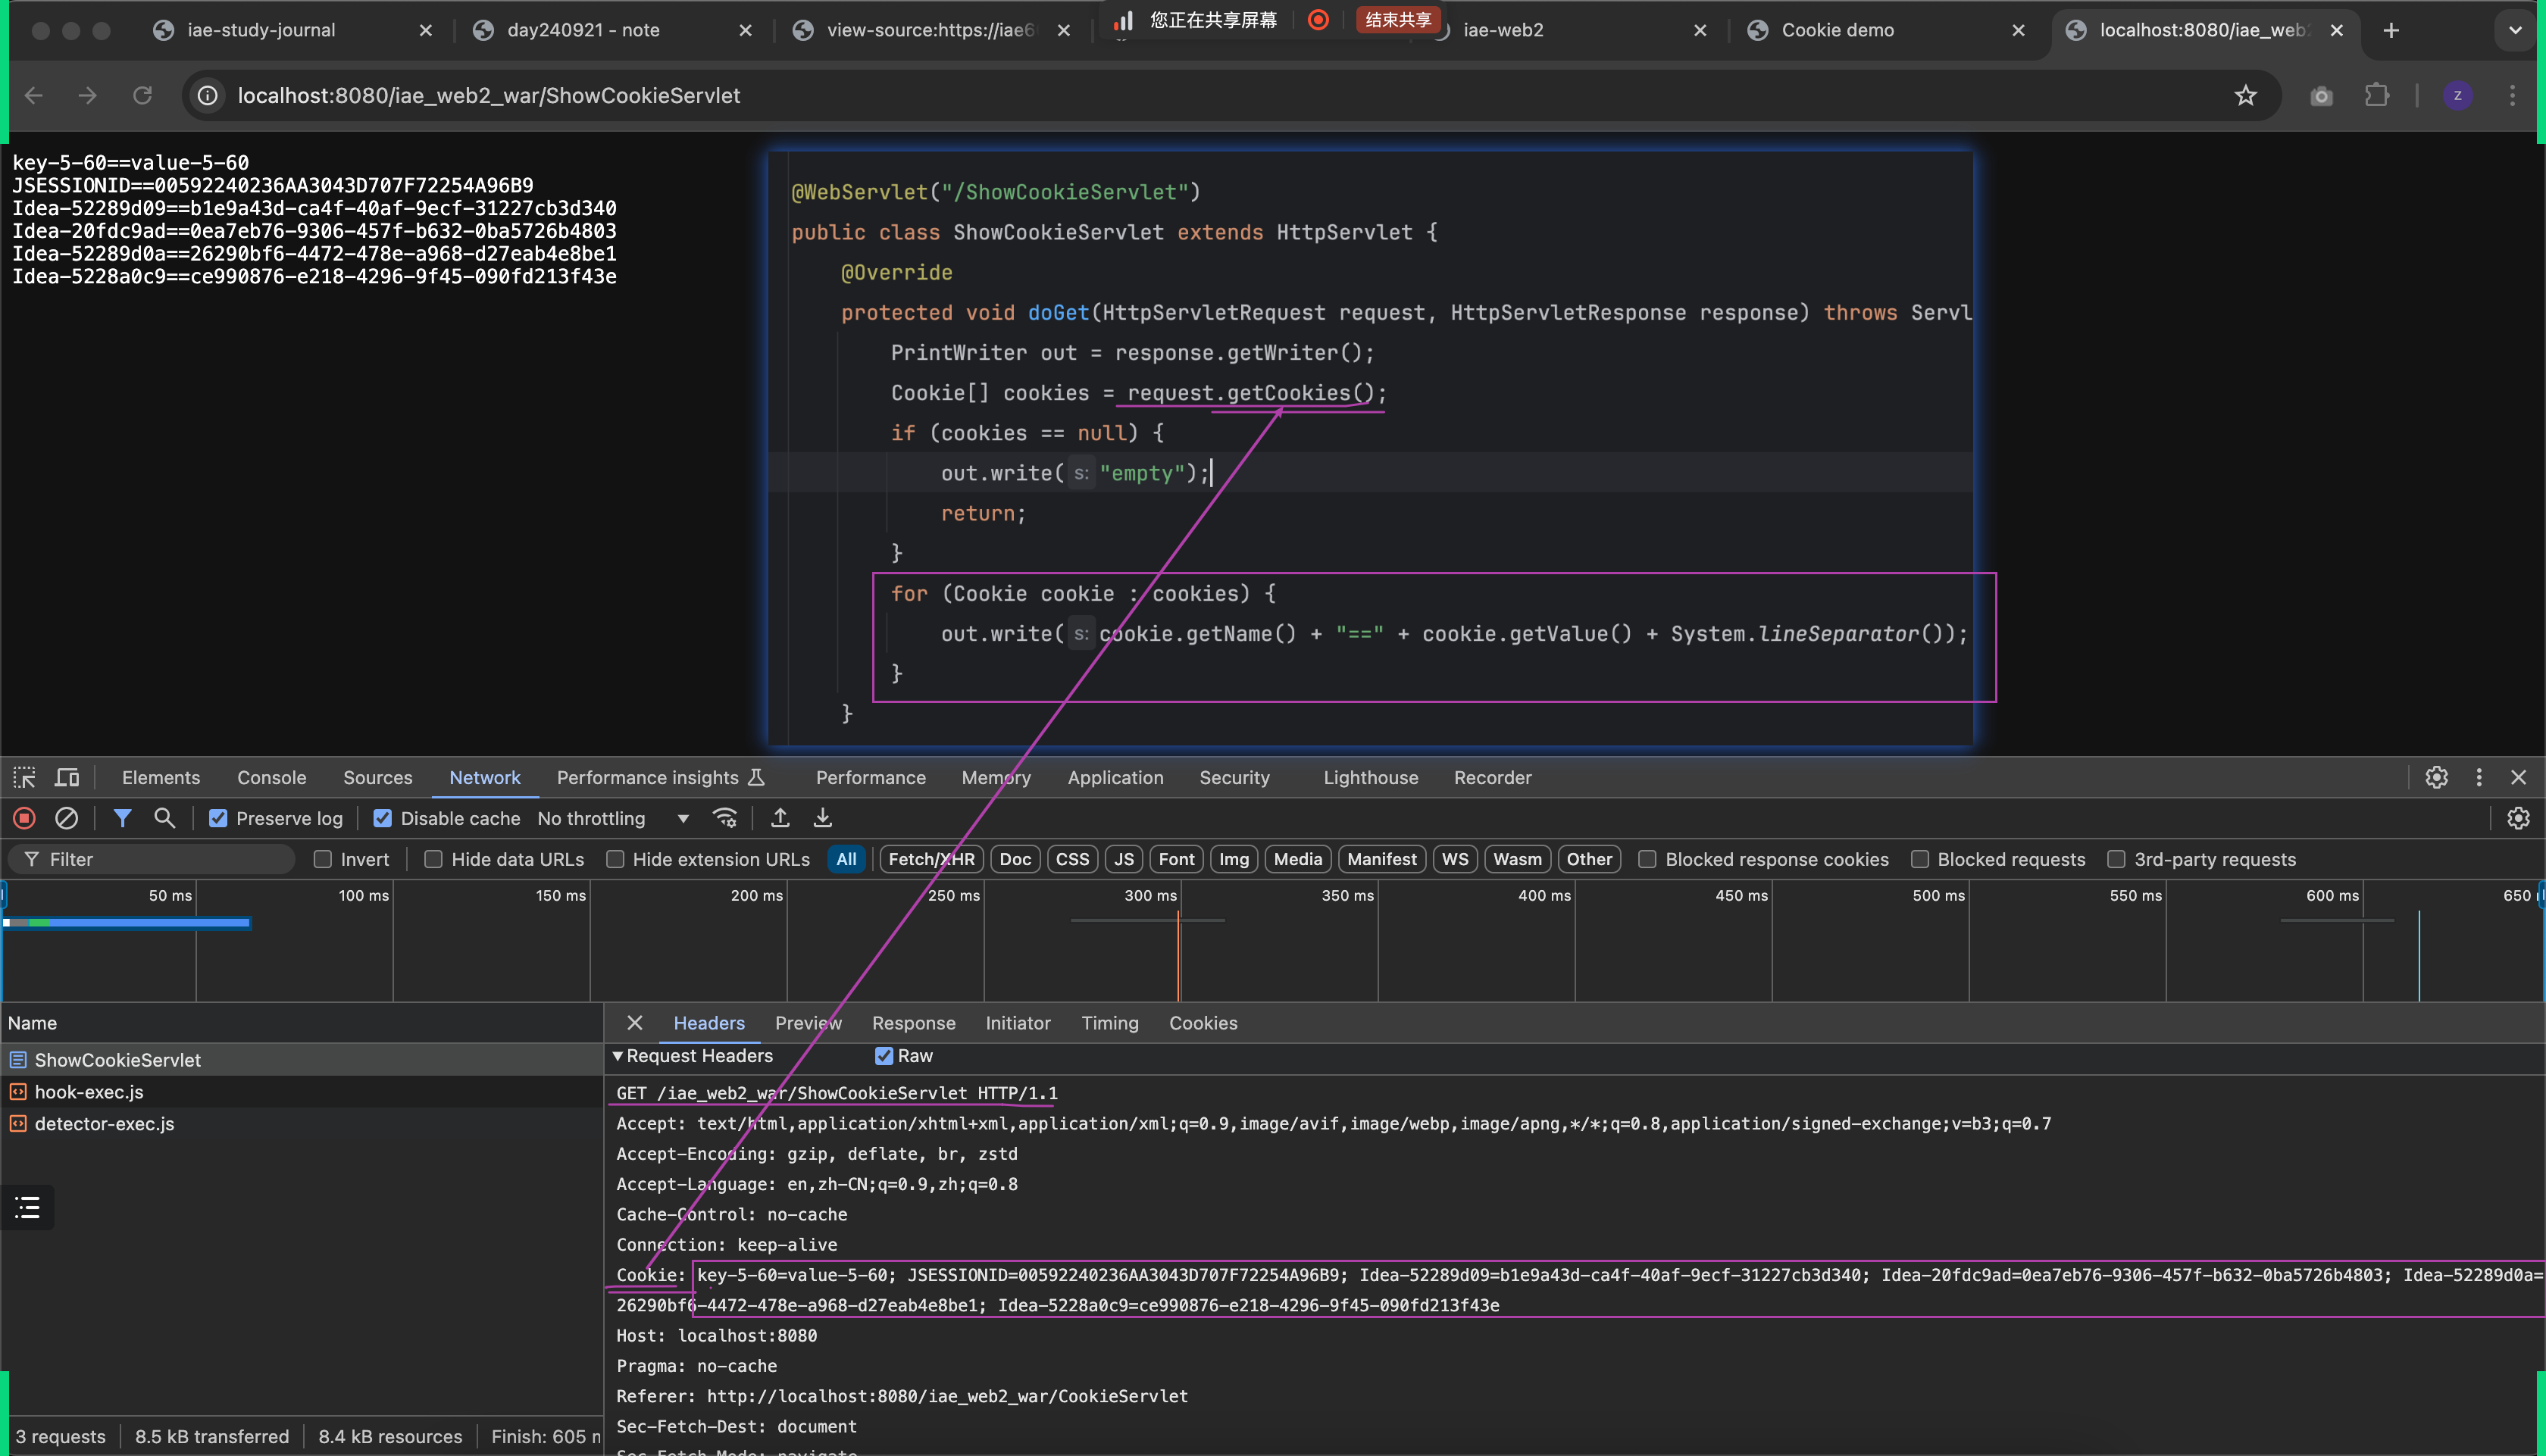 iae-study-journal
day240921 - note
view-source:https://iae6
您正在共享屏幕
结束共享
iae-web2
Cookie demo
localhost:8080/iae_web2
localhost:8080/iae_web2_war/ShowCookieServlet
Z
key-5-60==value-5-60
JSESSIONID==00592240236AA3043D707F72254A96B9
Idea-52289d09==b1e9a43d-ca4f-40af-9ecf-31227cb3d340
Idea-20fdc9ad==0ea7eb76-9306-457f-b632-0ba5726b4803
Idea-52289d0a==26290bf6-4472-478e-a968-d27eab4e8be1
Idea-5228a0c9==ce990876-e218-4296-9f45-090fd213f43e
@WebServlet("/ShowCookieServlet")
public class ShowCookieServlet extends HttpServlet {
@Override
protected void doGet(HttpServletRequest request, HttpServletResponse response) throws Servl
PrintWriter out = response.getWriter();
Cookie[] cookies = request.getCookies();
if (cookies == null) {
out.write( s: "empty");
return;
}
for (Cookie cookie : cookies) {
out.write( s: cookie.getName() + "==" + cookie.getValue() + System.lineSeparator());
}
}
Elements Console Sources Network Performance insights Performance Memory Application Security Lighthouse Recorder
Preserve log Disable cache No throttling
Filter Invert Hide data URLs Hide extension URLs All Fetch/XHR Doc CSS JS Font Img Media Manifest WS Wasm Other Blocked response cookies Blocked requests 3rd-party requests
50 ms 100 ms 150 ms 200 ms 250 ms 300 ms 350 ms 400 ms 450 ms 500 ms 550 ms 600 ms 650
Name
ShowCookieServlet
hook-exec.js
detector-exec.js
Headers Preview Response Initiator Timing Cookies
Request Headers Raw
GET /iae_web2_war/ShowCookieServlet HTTP/1.1
Accept: text/html,application/xhtml+xml,application/xml;q=0.9,image/avif,image/webp,image/apng,*/*;q=0.8,application/signed-exchange;v=b3;q=0.7
Accept-Encoding: gzip, deflate, br, zstd
Accept-Language: en,zh-CN;q=0.9,zh;q=0.8
Cache-Control: no-cache
Connection: keep-alive
Cookie: key-5-60=value-5-60; JSESSIONID=00592240236AA3043D707F72254A96B9; Idea-52289d09=b1e9a43d-ca4f-40af-9ecf-31227cb3d340; Idea-20fdc9ad=0ea7eb76-9306-457f-b632-0ba5726b4803; Idea-52289d0a=
26290bf6-4472-478e-a968-d27eab4e8be1; Idea-5228a0c9=ce990876-e218-4296-9f45-090fd213f43e
Host: localhost:8080
Pragma: no-cache
Referer: http://localhost:8080/iae_web2_war/CookieServlet
Sec-Fetch-Dest: document
3 requests 8.5 kB transferred 8.4 kB resources Finish: 605